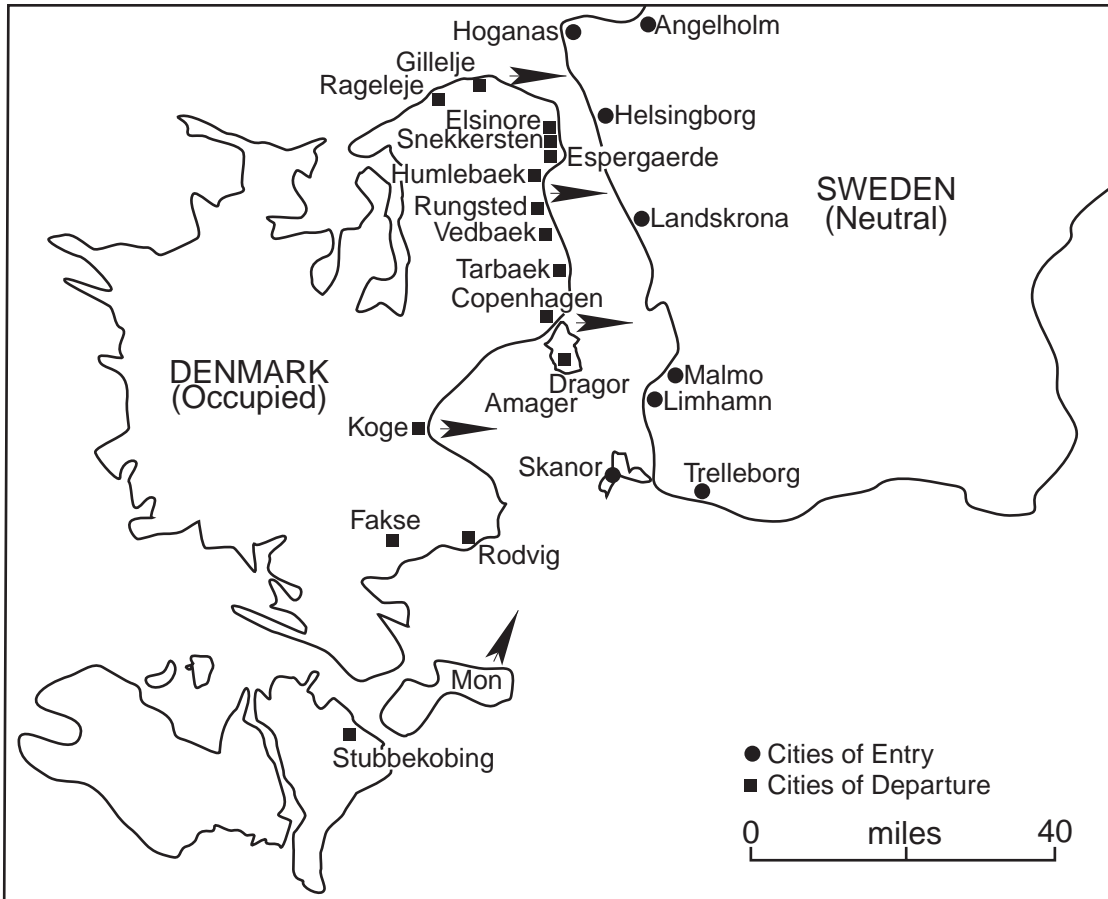 Hoganas
Angelholm
Gillelje
Rageleje
Elsinore
Helsingborg
Snekkersten
Espergaerde
Humlebaek
SWEDEN
(Neutral)
Rungsted
Landskrona
Vedbaek
Tarbaek
Copenhagen
DENMARK
(Occupied)
Dragor
Malmo
Amager
Limhamn
Koge
Skanor
Trelleborg
Fakse
Rodvig
Mon
Stubbekobing
Cities of Entry
Cities of Departure
0 miles 40